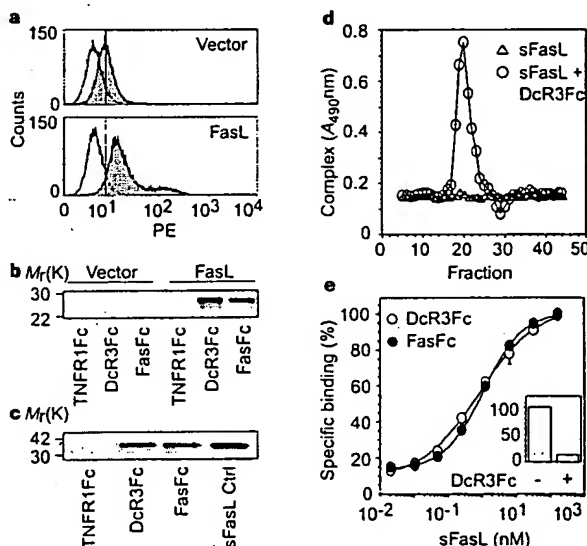 a
150
Vector
0
150
FasL
Counts
0
0 10¹ 10² 10³ 10⁴
PE
b Mr(K) Vector FasL
30
22
TNFR1Fc
DcR3Fc
FasFc
TNFR1Fc
DcR3Fc
FasFc
c Mr(K)
42
30
TNFR1Fc
DcR3Fc
FasFc
sFasL Ctrl
d
0.8
0.6
0.4
0.2
0
Complex (A490nm)
△ sFasL
○ sFasL +
DcR3Fc
0 10 20 30 40 50
Fraction
e
○ DcR3Fc
● FasFc
100
80
60
40
20
0
Specific binding (%)
100
50
0
DcR3Fc - +
10⁻² 10⁻¹ 10¹ 10³
sFasL (nM)